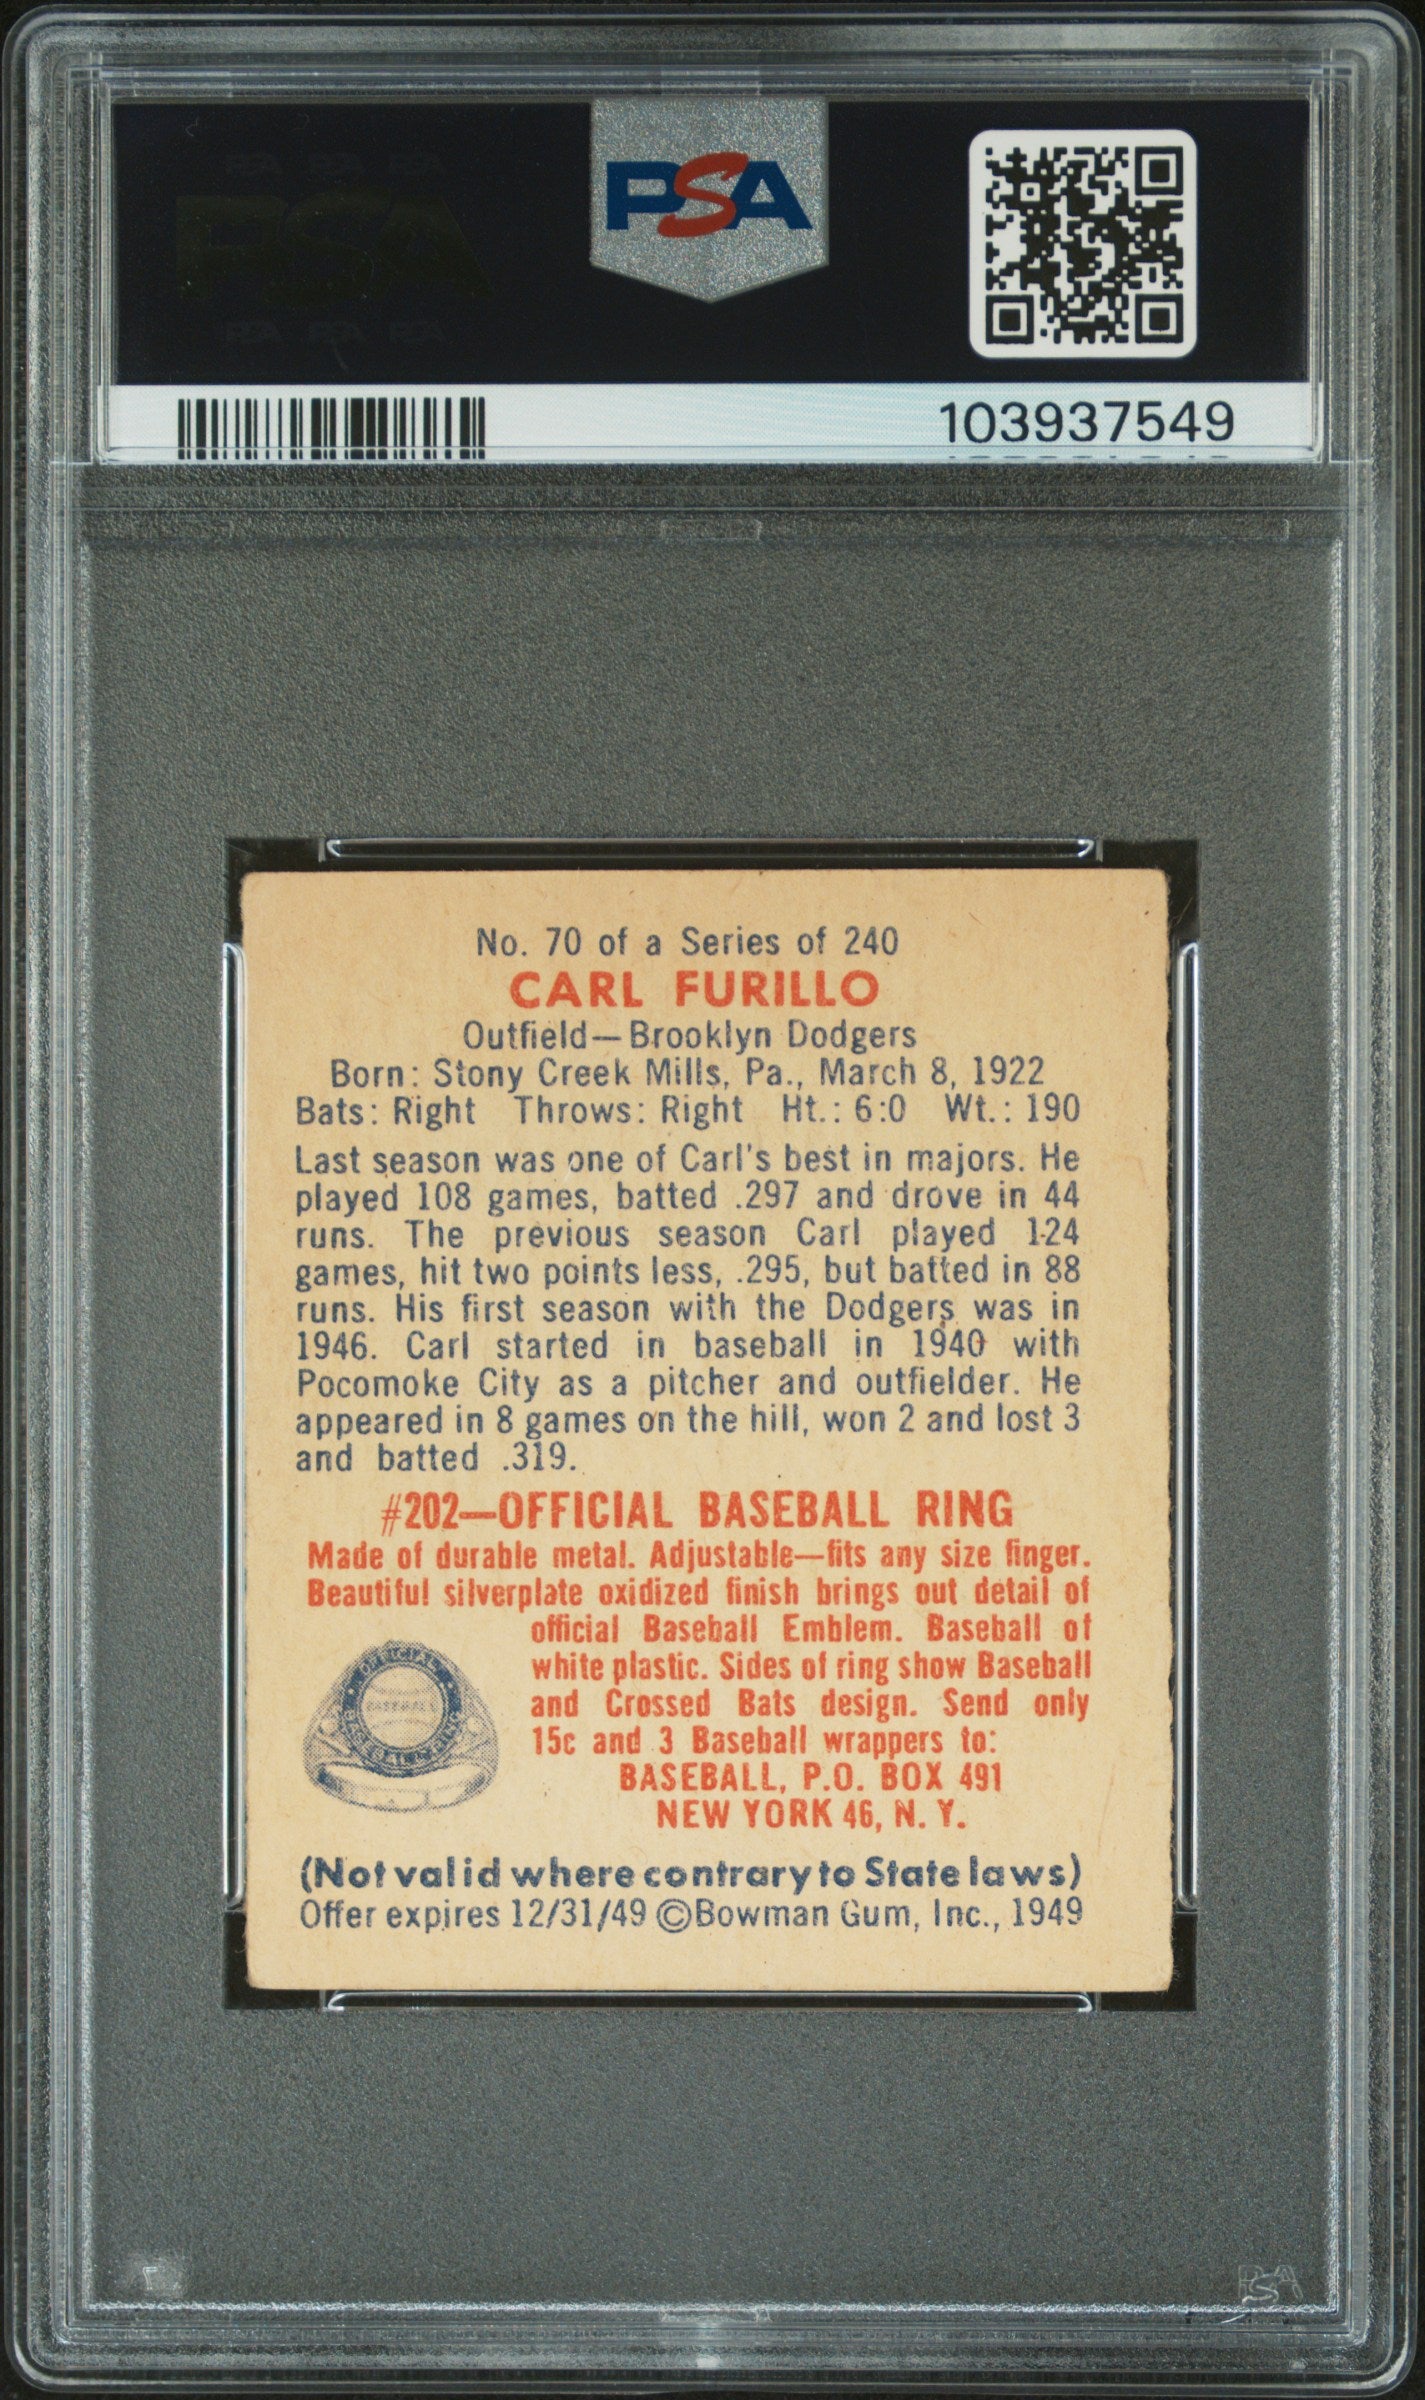 PSA
103937549
No. 70 of a Series of 240
CARL FURILLO
Outfield—Brooklyn Dodgers
Born: Stony Creek Mills, Pa., March 8, 1922
Bats: Right Throws: Right Ht.: 6:0 Wt.: 190
Last season was one of Carl's best in majors. He
played 108 games, batted .297 and drove in 44
runs. The previous season Carl played 124
games, hit two points less, .295, but batted in 88
runs. His first season with the Dodgers was in
1946. Carl started in baseball in 1940 with
Pocomoke City as a pitcher and outfielder. He
appeared in 8 games on the hill, won 2 and lost 3
and batted .319.
#202—OFFICIAL BASEBALL RING
Made of durable metal. Adjustable—fits any size finger.
Beautiful silverplate oxidized finish brings out detail of
official Baseball Emblem. Baseball of
white plastic. Sides of ring show Baseball
and Crossed Bats design. Send only
15c and 3 Baseball wrappers to:
BASEBALL, P.O. BOX 491
NEW YORK 46, N. Y.
OFFICIAL
BASEBALL
BASEBALL RING
(Not valid where contrary to State laws)
Offer expires 12/31/49 ©Bowman Gum, Inc., 1949
PSA